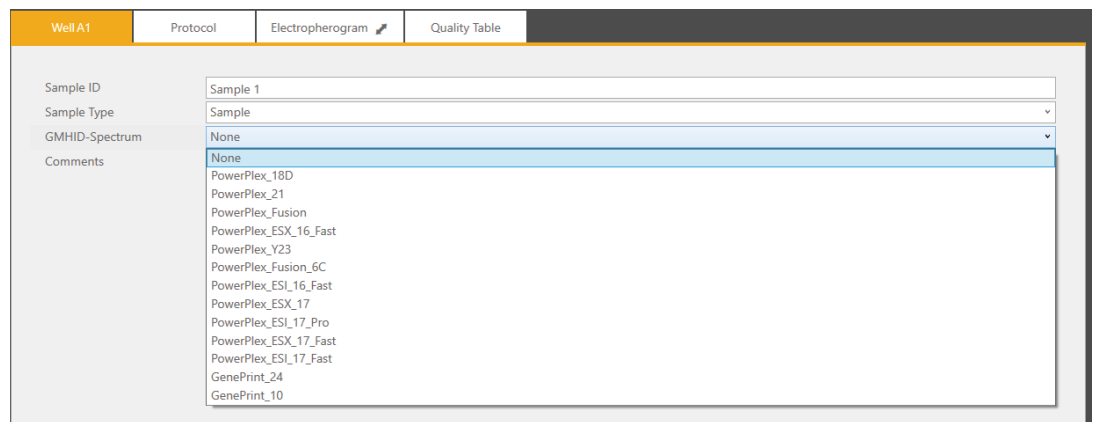 Well A1 Protocol Electropherogram Quality Table
Sample ID Sample 1
Sample Type Sample
GMHID-Spectrum None
Comments None
PowerPlex_18D
PowerPlex_21
PowerPlex_Fusion
PowerPlex_ESX_16_Fast
PowerPlex_Y23
PowerPlex_Fusion_6C
PowerPlex_ESI_16_Fast
PowerPlex_ESX_17
PowerPlex_ESI_17_Pro
PowerPlex_ESX_17_Fast
PowerPlex_ESI_17_Fast
GenePrint_24
GenePrint_10